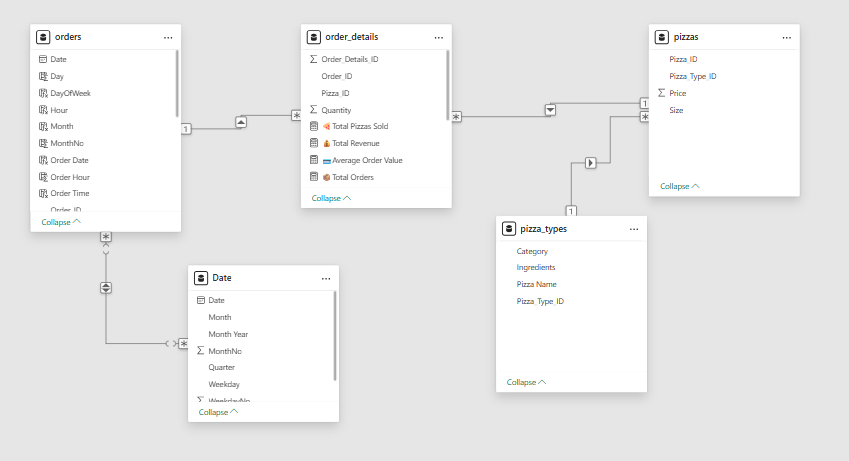 orders
Date
Day
DayOfWeek
Hour
Month
MonthNo
Order Date
Order Hour
Order Time
Order_ID
Collapse
order_details
Order_Details_ID
Order_ID
Pizza_ID
Quantity
Total Pizzas Sold
Total Revenue
Average Order Value
Total Orders
Collapse
pizzas
Pizza_ID
Pizza_Type_ID
Price
Size
Collapse
1
*
*
1
*
1
pizza_types
Category
Ingredients
Pizza Name
Pizza_Type_ID
Collapse
*
*
Date
Date
Month
Month Year
MonthNo
Quarter
Weekday
WeekdayNo
Collapse